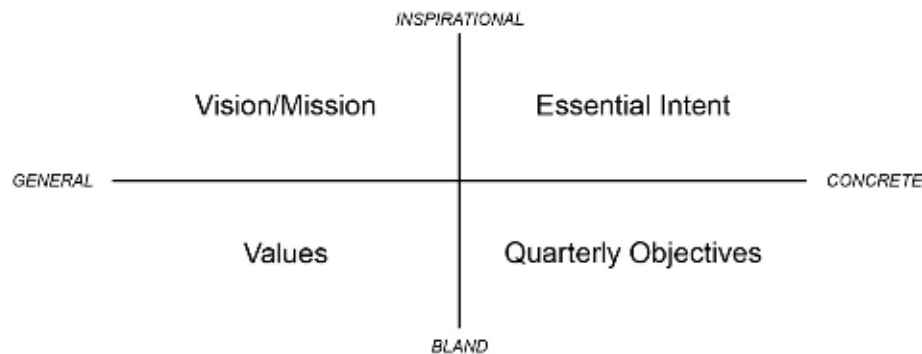 INSPIRATIONAL
Vision/Mission
Essential Intent
GENERAL
CONCRETE
Values
Quarterly Objectives
BLAND